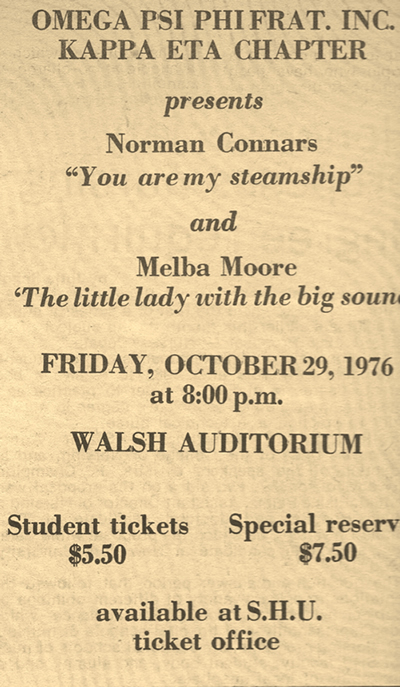 OMEGA PSI PHI FRAT. INC.
KAPPA ETA CHAPTER
presents
Norman Connars
“You are my steamship”
and
Melba Moore
‘The little lady with the big soun
FRIDAY, OCTOBER 29, 1976
at 8:00 p.m.
WALSH AUDITORIUM
Student tickets Special reserv
$5.50 $7.50
available at S.H.U.
ticket office